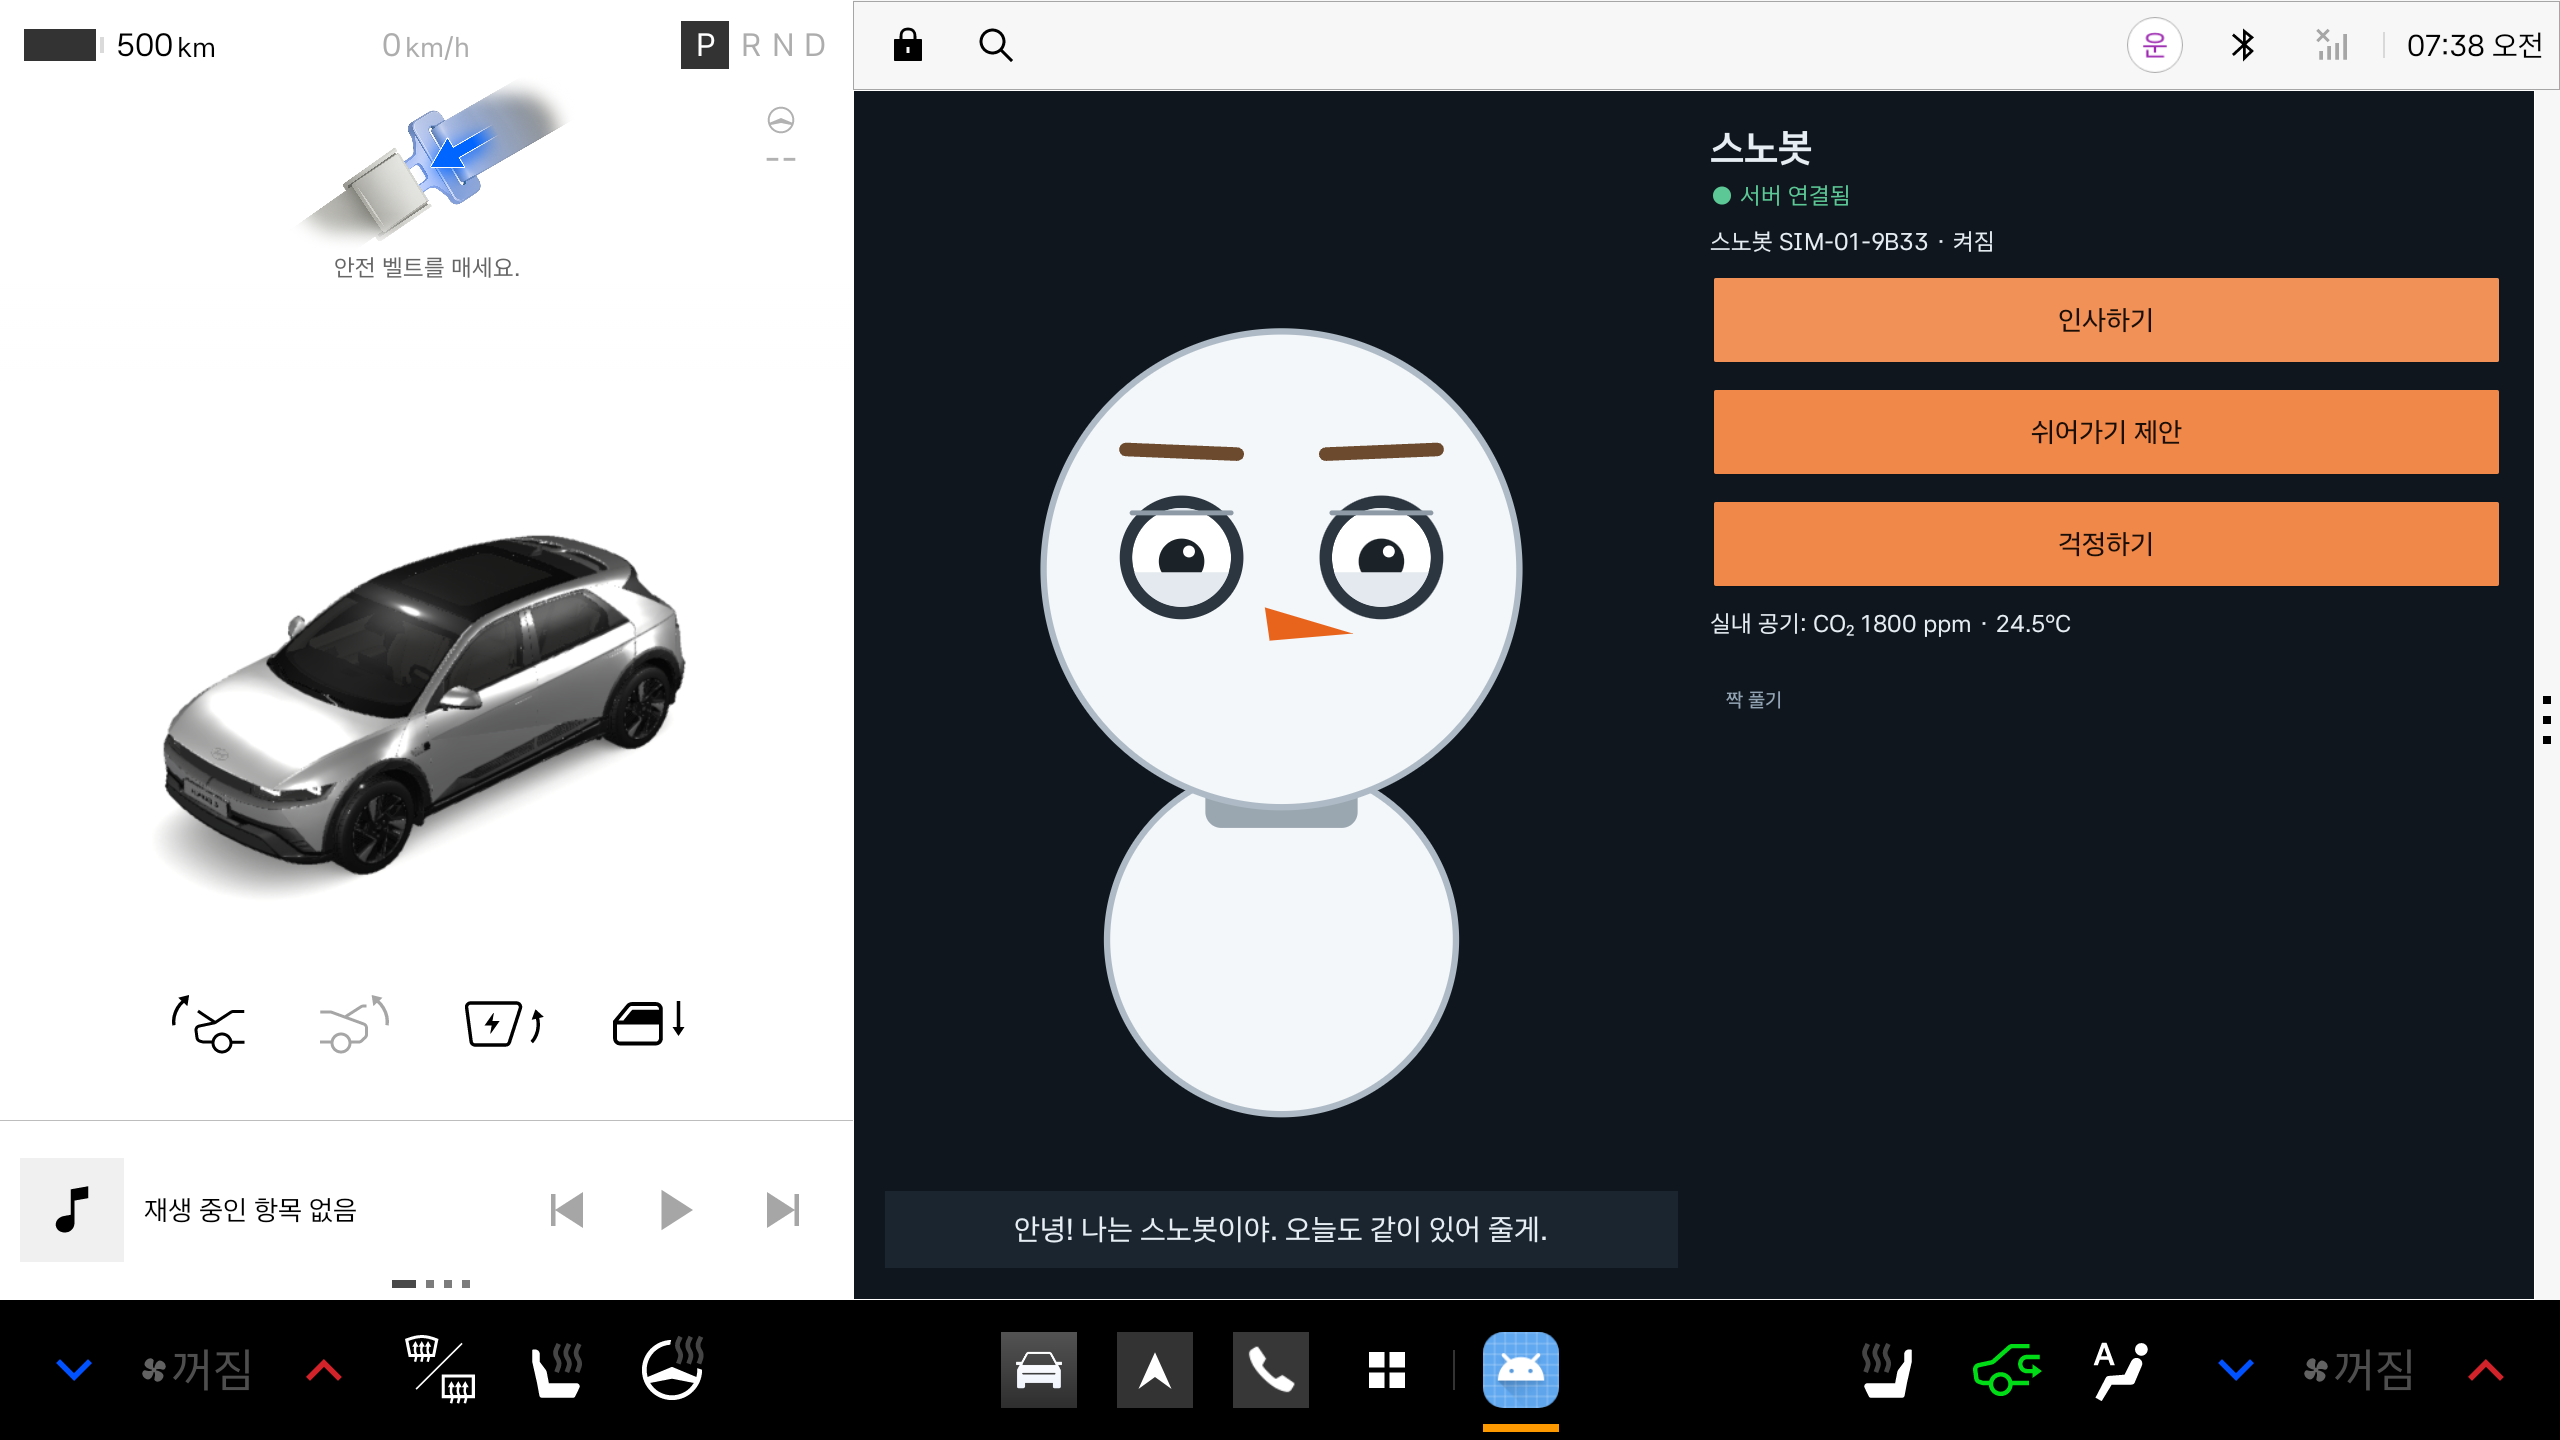 500 km
0 km/h
P R N D
운
07:38 오전
안전 벨트를 매세요.
재생 중인 항목 없음
스노봇
서버 연결됨
스노봇 SIM-01-9B33 · 켜짐
인사하기
쉬어가기 제안
걱정하기
실내 공기: CO₂ 1800 ppm · 24.5°C
짝 풀기
안녕! 나는 스노봇이야. 오늘도 같이 있어 줄게.
꺼짐
A
꺼짐